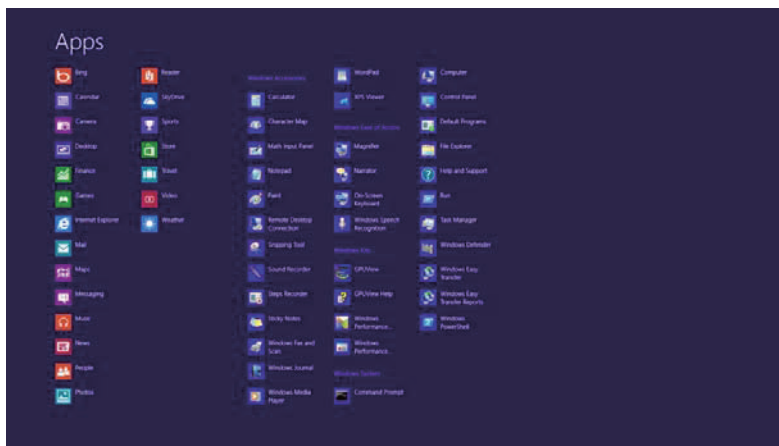 Apps
Bing
Calendar
Camera
Desktop
Finance
Games
Internet Explorer
Mail
Maps
Messaging
Music
News
People
Photos
Reader
SkyDrive
Sports
Store
Travel
Video
Weather
Windows Accessories
Calculator
Character Map
Math Input Panel
Notepad
Paint
Remote Desktop
Connection
Snipping Tool
Sound Recorder
Steps Recorder
Sticky Notes
Windows Fax and
Scan
Windows Journal
Windows Media
Player
WordPad
XPS Viewer
Windows Ease of Access
Magnifier
Narrator
On-Screen
Keyboard
Windows Speech
Recognition
Windows Kits
GPUView
GPUView Help
Windows
Performance...
Windows
Performance...
Windows System
Command Prompt
Computer
Control Panel
Default Programs
File Explorer
Help and Support
Run
Task Manager
Windows Defender
Windows Easy
Transfer
Windows Easy
Transfer Reports
Windows
PowerShell